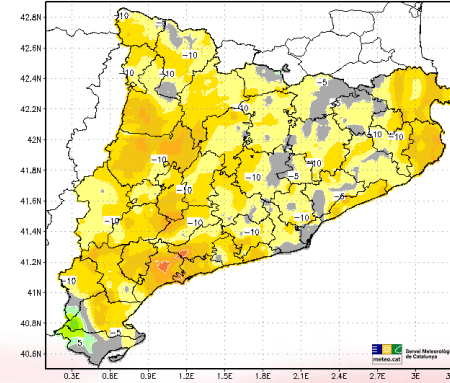 42.8N
42.6N
42.4N
42.2N
42N
41.8N
41.6N
41.4N
41.2N
41N
40.8N
40.6N
-10
-10
-10
-10
-5
-10
-10
-10
-10
-10
-10
-10
-5
-10
-5
-10
-10
-10
-10
-10
-5
5
0.3E
0.6E
0.9E
1.2E
1.5E
1.8E
2.1E
2.4E
2.7E
3E
meteo.cat
Servei Meteorològic
de Catalunya